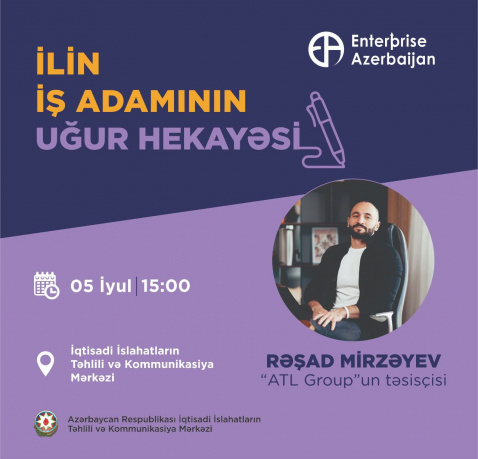 Enterprise
Azerbaijan
İLİN
İŞ ADAMININ
UĞUR HEKAYƏSİ
05 İyul | 15:00
İqtisadi İslahatların
Təhlili və Kommunikasiya
Mərkəzi
RƏŞAD MİRZƏYEV
“ATL Group”un təsisçisi
Azərbaycan Respublikası İqtisadi İslahatların
Təhlili və Kommunikasiya Mərkəzi